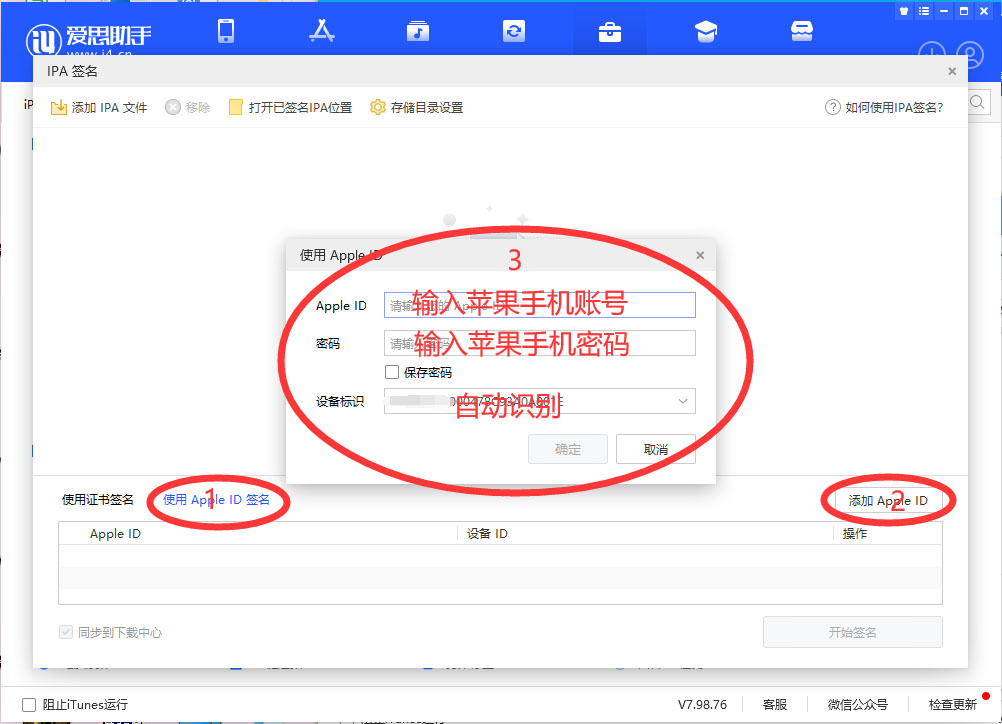 爱思助手
www.i4.cn
IPA 签名
添加 IPA 文件 移除 打开已签名IPA位置 存储目录设置 如何使用IPA签名?
使用 Apple ID
3
Apple ID
输入苹果手机账号
密码
输入苹果手机密码
保存密码
设备标识
自动识别
确定 取消
使用证书签名 使用 Apple ID 签名 添加 Apple ID
1 2
Apple ID 设备 ID 操作
同步到下载中心 开始签名
阻止iTunes运行 V7.98.76 客服 微信公众号 检查更新